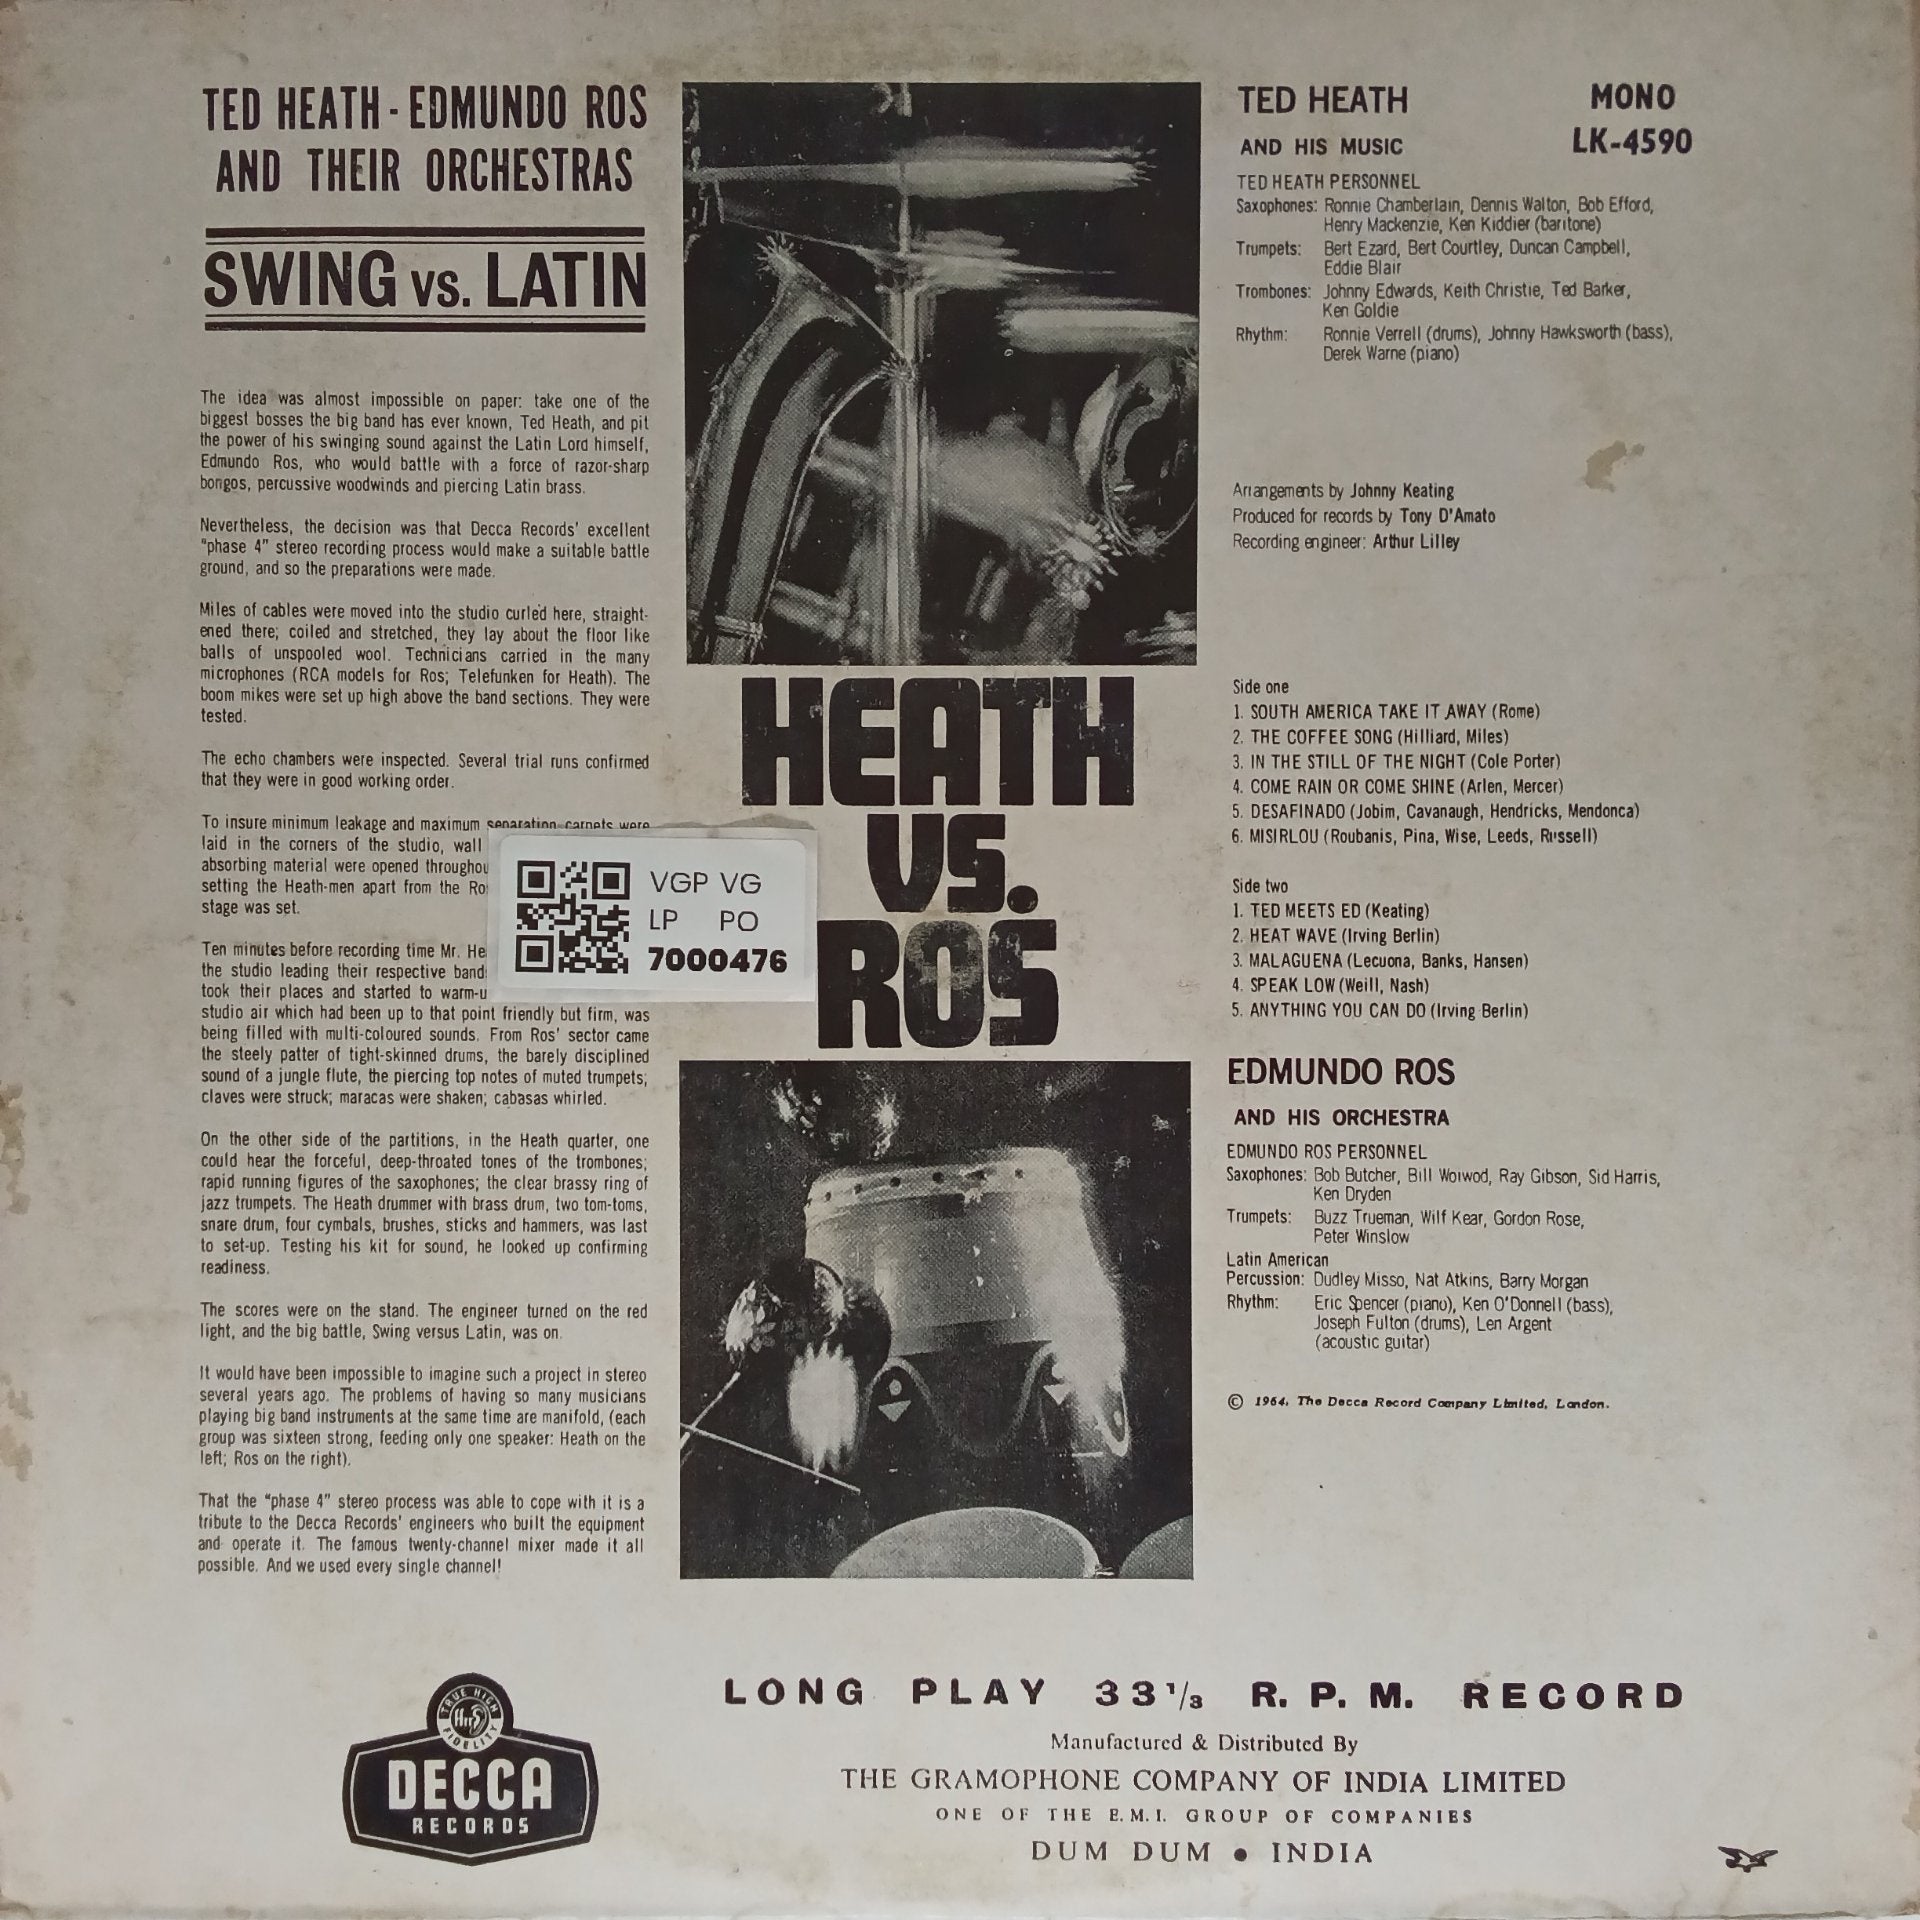 TED HEATH - EDMUNDO ROS
AND THEIR ORCHESTRAS
SWING vs. LATIN
The idea was almost impossible on paper: take one of the
biggest bosses the big band has ever known, Ted Heath, and pit
the power of his swinging sound against the Latin Lord himself,
Edmundo Ros, who would battle with a force of razor-sharp
bongos, percussive woodwinds and piercing Latin brass.
Nevertheless, the decision was that Decca Records' excellent
"phase 4" stereo recording process would make a suitable battle
ground, and so the preparations were made.
Miles of cables were moved into the studio curled here, straight-
ened there; coiled and stretched, they lay about the floor like
balls of unspooled wool. Technicians carried in the many
microphones (RCA models for Ros; Telefunken for Heath). The
boom mikes were set up high above the band sections. They were
tested.
The echo chambers were inspected. Several trial runs confirmed
that they were in good working order.
To insure minimum leakage and maximum separation carpets were
laid in the corners of the studio, wall
absorbing material were opened
setting the Heath-men apart from the
stage was set.
Ten minutes before recording time Mr.
the studio leading their respective
took their places and started to
studio air which had been up to that point friendly but firm, was
being filled with multi-coloured sounds. From Ros' sector came
the steely patter of tight-skinned drums, the barely disciplined
sound of a jungle flute, the piercing top notes of muted trumpets;
claves were struck; maracas were shaken; cabasas whirled.
On the other side of the partitions, in the Heath quarter, one
could hear the forceful, deep-throated tones of the trombones;
rapid running figures of the saxophones; the clear brassy ring of
jazz trumpets. The Heath drummer with brass drum, two tom-toms,
snare drum, four cymbals, brushes, sticks and hammers, was last
to set-up. Testing his kit for sound, he looked up confirming
readiness.
The scores were on the stand. The engineer turned on the red
light, and the big battle, Swing versus Latin, was on.
It would have been impossible to imagine such a project in stereo
several years ago. The problems of having so many musicians
playing big band instruments at the same time are manifold, (each
group was sixteen strong, feeding only one speaker: Heath on the
left; Ros on the right).
That the "phase 4" stereo process was able to cope with it is a
tribute to the Decca Records' engineers who built the equipment
and operate it. The famous twenty-channel mixer made it all
possible. And we used every single channel!
HEATH
VS.
ROS
VGP VG
LP PO
7000476
TED HEATH
AND HIS MUSIC
MONO
LK-4590
TED HEATH PERSONNEL
Saxophones: Ronnie Chamberlain, Dennis Walton, Bob Efford,
Henry Mackenzie, Ken Kiddier (baritone)
Trumpets: Bert Ezard, Bert Courtley, Duncan Campbell,
Eddie Blair
Trombones: Johnny Edwards, Keith Christie, Ted Barker,
Ken Goldie
Rhythm: Ronnie Verrell (drums), Johnny Hawksworth (bass),
Derek Warne (piano)
Arrangements by Johnny Keating
Produced for records by Tony D'Amato
Recording engineer: Arthur Lilley
Side one
1. SOUTH AMERICA TAKE IT AWAY (Rome)
2. THE COFFEE SONG (Hilliard, Miles)
3. IN THE STILL OF THE NIGHT (Cole Porter)
4. COME RAIN OR COME SHINE (Arlen, Mercer)
5. DESAFINADO (Jobim, Cavanaugh, Hendricks, Mendonca)
6. MISIRLOU (Roubanis, Pina, Wise, Leeds, Russell)
Side two
1. TED MEETS ED (Keating)
2. HEAT WAVE (Irving Berlin)
3. MALAGUENA (Lecuona, Banks, Hansen)
4. SPEAK LOW (Weill, Nash)
5. ANYTHING YOU CAN DO (Irving Berlin)
EDMUNDO ROS
AND HIS ORCHESTRA
EDMUNDO ROS PERSONNEL
Saxophones: Bob Butcher, Bill Woiwod, Ray Gibson, Sid Harris,
Ken Dryden
Trumpets: Buzz Trueman, Wilf Kear, Gordon Rose,
Peter Winslow
Latin American
Percussion: Dudley Misso, Nat Atkins, Barry Morgan
Rhythm: Eric Spencer (piano), Ken O'Donnell (bass),
Joseph Fulton (drums), Len Argent
(acoustic guitar)
© 1964, The Decca Record Company Limited, London.
TRUE HIGH
FIDELITY
DECCA
RECORDS
LONG PLAY 33 1/3 R. P. M. RECORD
Manufactured & Distributed By
THE GRAMOPHONE COMPANY OF INDIA LIMITED
ONE OF THE E.M.I. GROUP OF COMPANIES
DUM DUM ● INDIA